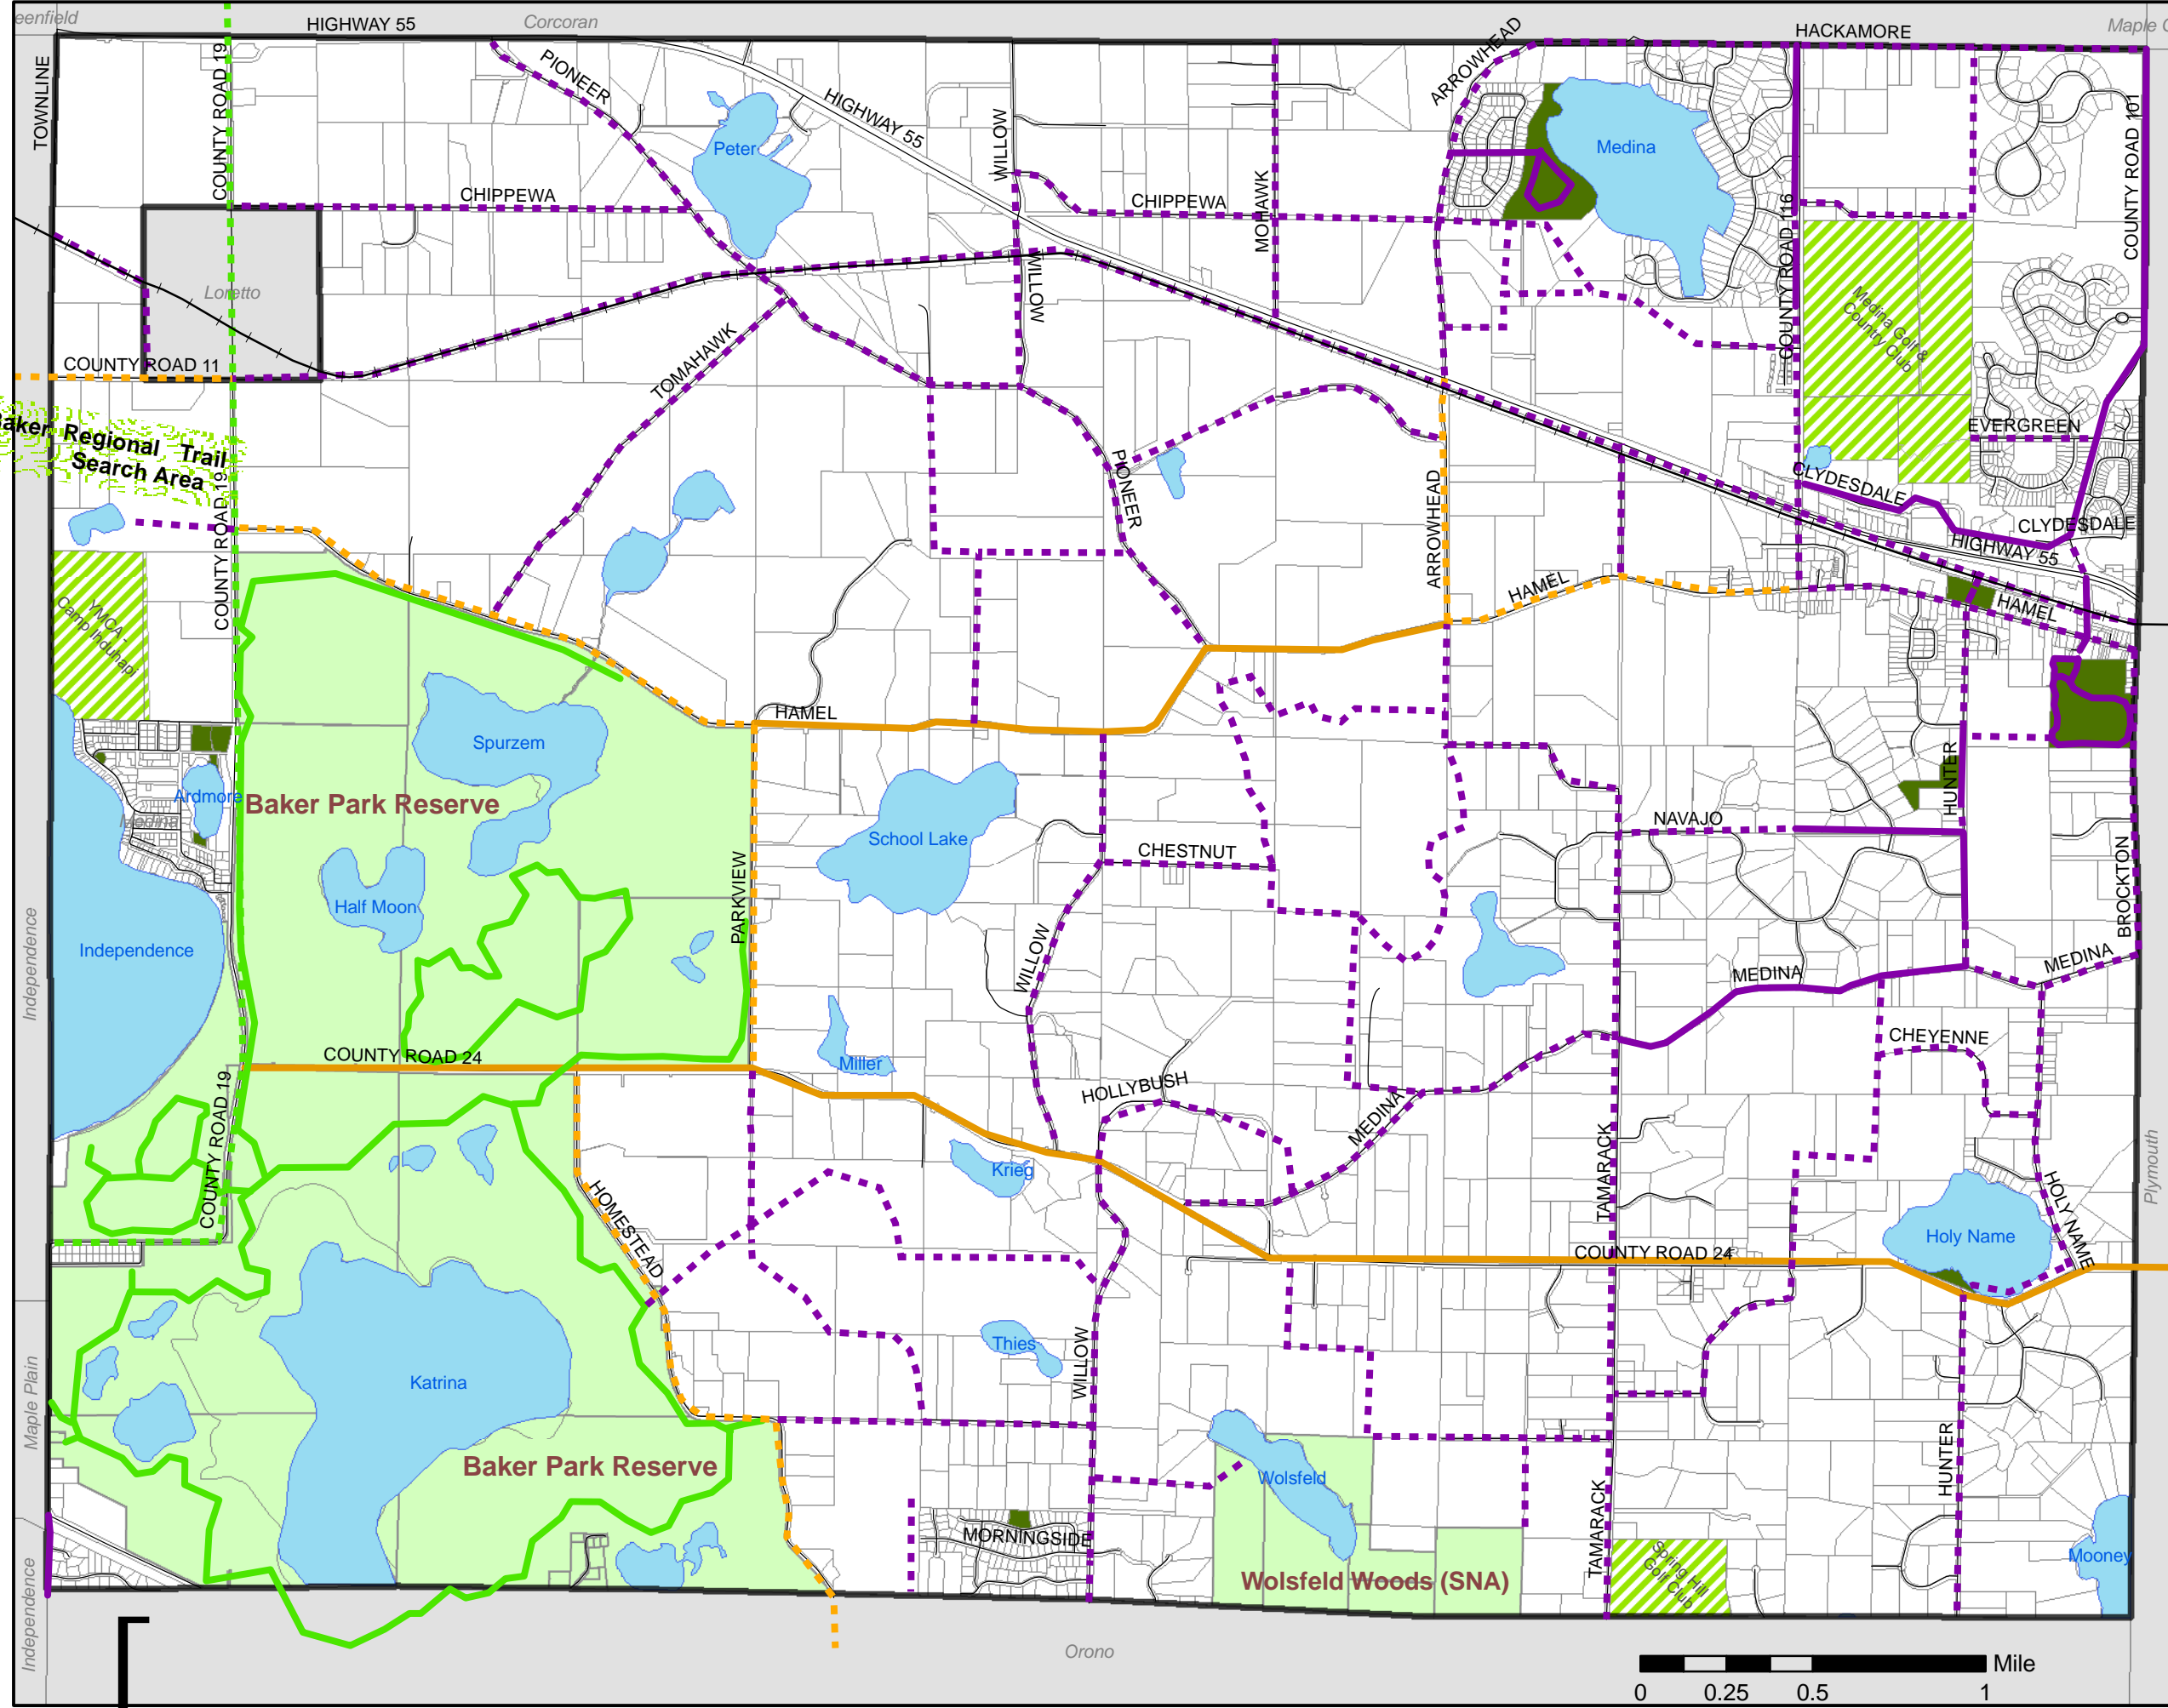 eenfield
HIGHWAY 55
Corcoran
HACKAMORE
Maple
TOWNLINE
COUNTY ROAD 19
PIONEER
HIGHWAY 55
WILLOW
ARROWHEAD
COUNTY ROAD 101
Peter
Medina
CHIPPEWA
CHIPPEWA
MOHAWK
COUNTY ROAD 116
WILLOW
Loretto
Medina Golf &
Country Club
COUNTY ROAD 11
TOMAHAWK
Baker Regional Trail
Search Area
COUNTY ROAD 19
PIONEER
ARROWHEAD
EVERGREEN
CLYDESDALE
CLYDESDALE
HIGHWAY 55
HAMEL
HAMEL
YMCA -
Camp Ihduhapi
HAMEL
Spurzem
Ardmore
Medina
Baker Park Reserve
School Lake
HUNTER
NAVAJO
CHESTNUT
PARKVIEW
BROCKTON
Half Moon
Independence
Independence
WILLOW
MEDINA
MEDINA
COUNTY ROAD 24
Miller
CHEYENNE
HOLLYBUSH
MEDINA
COUNTY ROAD 19
TAMARACK
Krieg
Plymouth
HOMESTEAD
HOLY NAME
Holy Name
COUNTY ROAD 24
Thies
WILLOW
Katrina
Maple Plain
Baker Park Reserve
Wolsfeld
HUNTER
TAMARACK
MORNINGSIDE
Spring Hill
Golf Club
Mooney
Wolsfeld Woods (SNA)
Independence
Orono
Mile
0 0.25 0.5 1